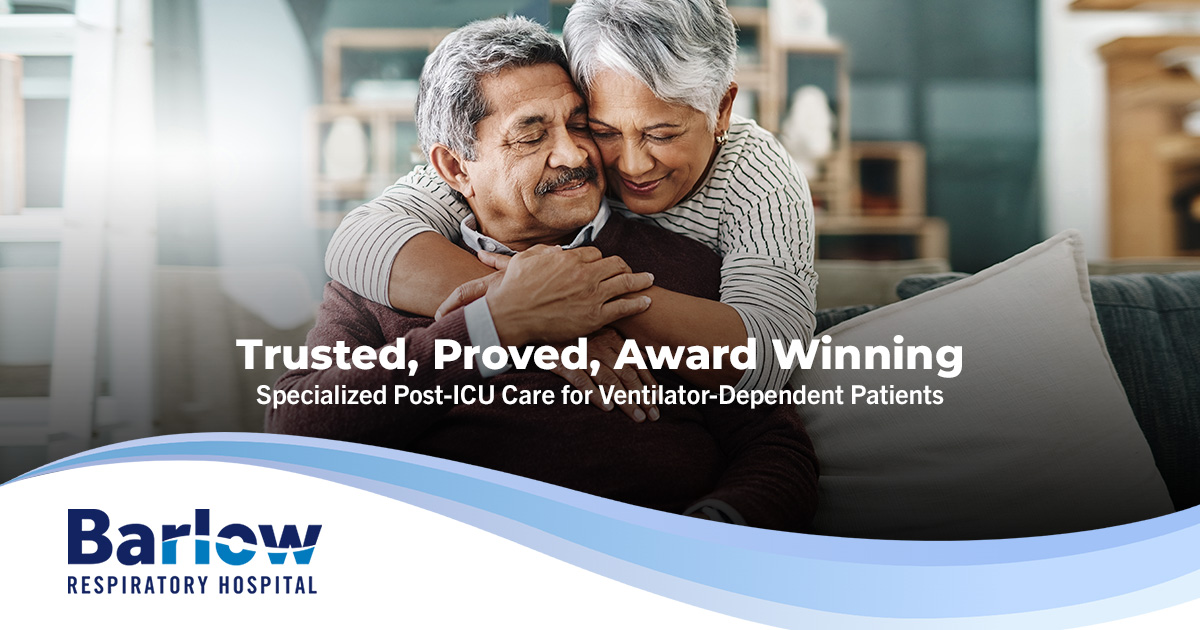 Trusted, Proved, Award Winning
Specialized Post-ICU Care for Ventilator-Dependent Patients
Barlow
RESPIRATORY HOSPITAL